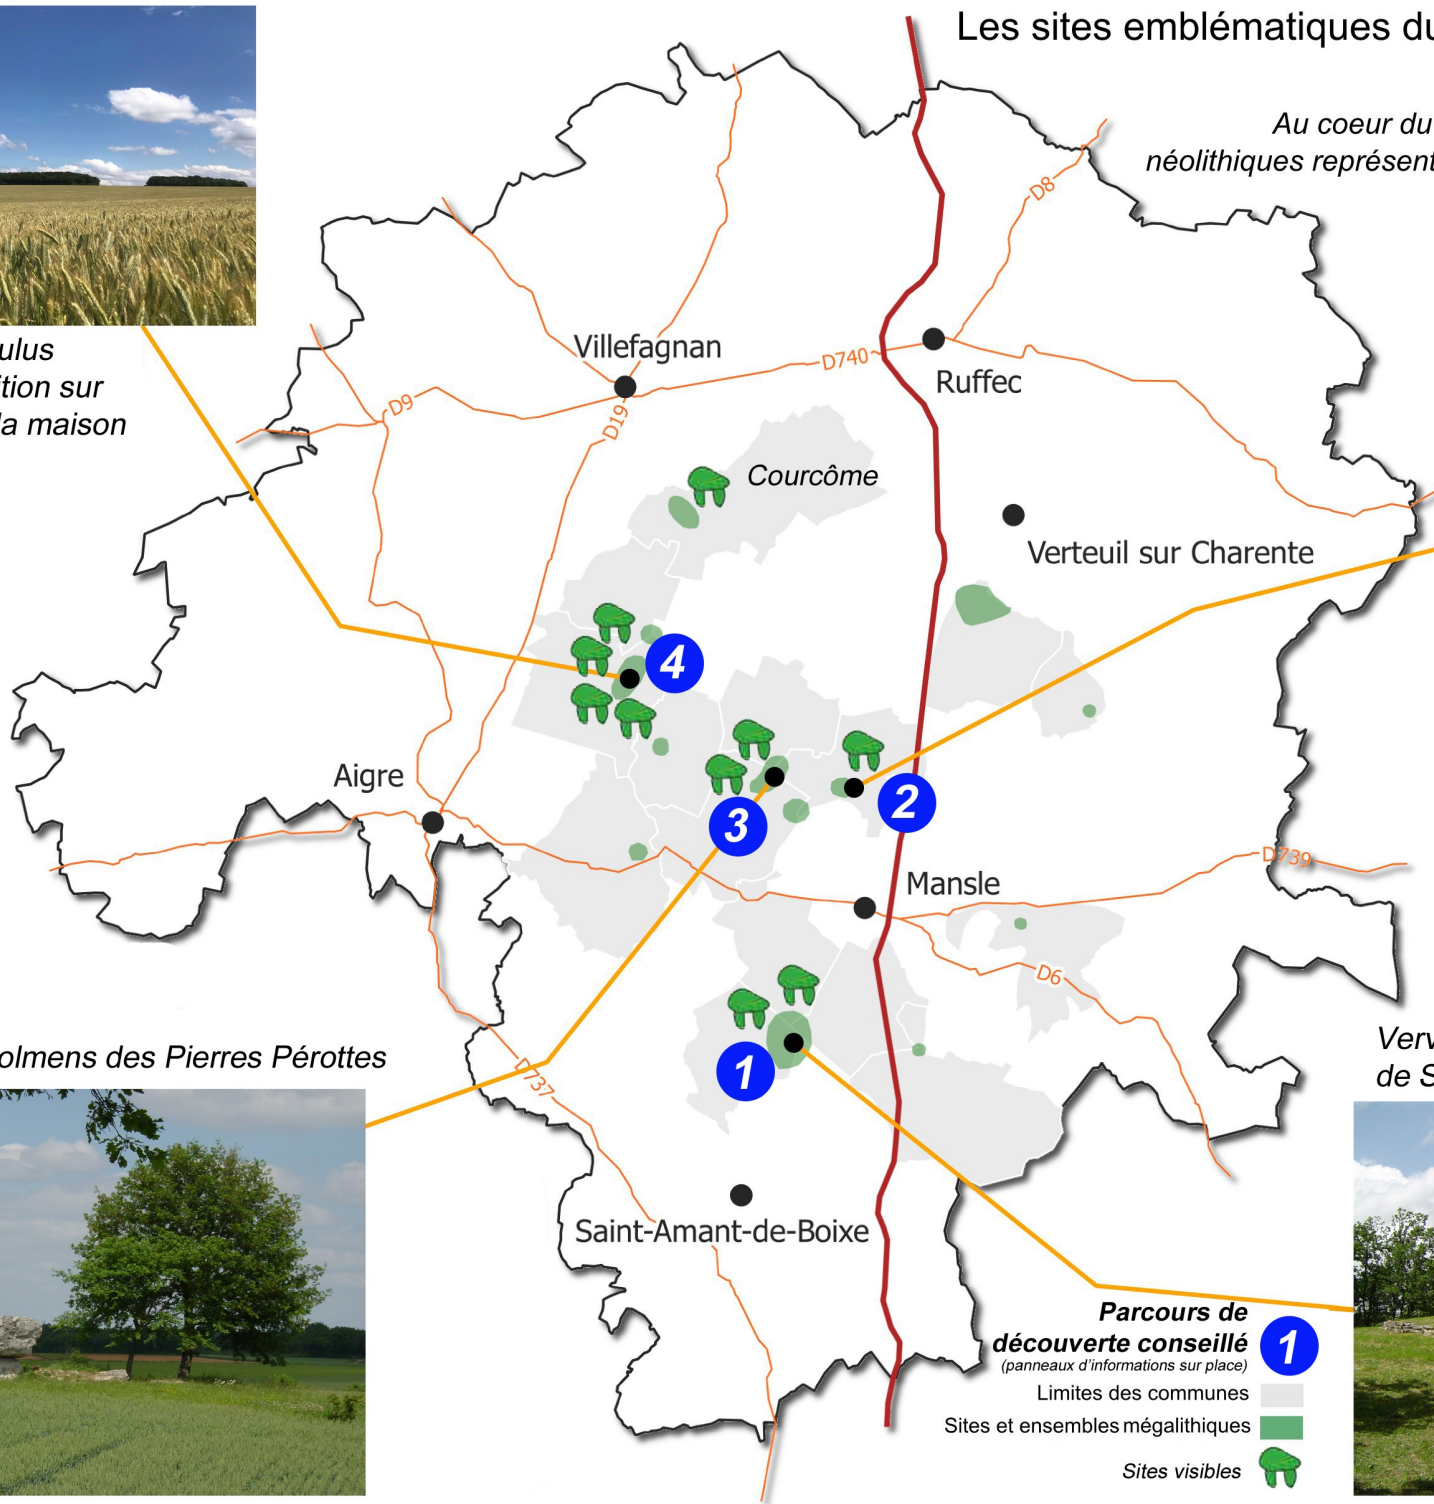 Les sites emblématiques du
Au coeur du
néolithiques représent
D8
ulus
ition sur
la maison
Villefagnan
D740
Ruffec
D9
D19
Courcôme
Verteuil sur Charente
4
Aigre
3
2
D739
Mansle
D6
olmens des Pierres Pérottes
Verv
de S
1
D737
Saint-Amant-de-Boixe
Parcours de
découverte conseillé
(panneaux d'informations sur place)
1
Limites des communes
Sites et ensembles mégalithiques
Sites visibles